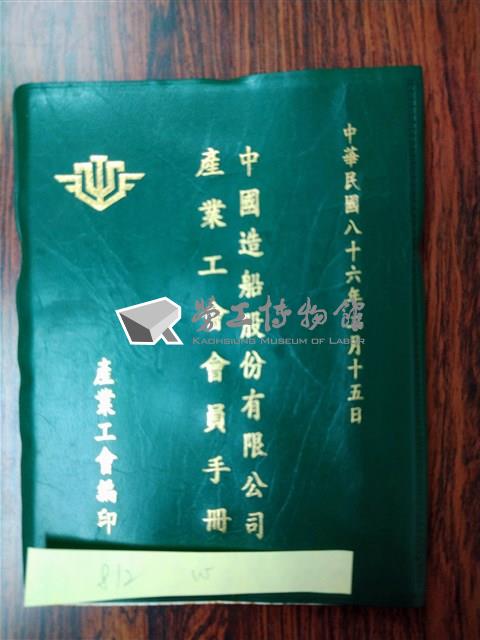 中華民國八十六年 月十五日
中國造船股份有限公司
產業工會會員手冊
產業工會編印
勞工博物館
KAOHSIUNG MUSEUM OF LABOR
812 W